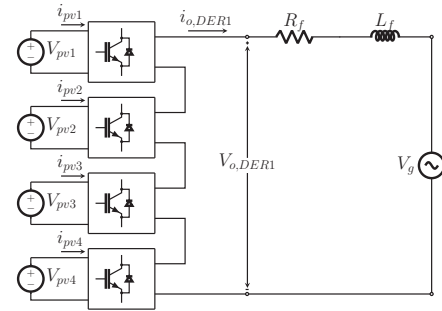 i_{pv1}
i_{o,DER1}
R_f
L_f
+
−
V_{pv1}
i_{pv2}
+
−
V_{pv2}
V_{o,DER1}
V_g
i_{pv3}
+
−
V_{pv3}
i_{pv4}
+
−
V_{pv4}